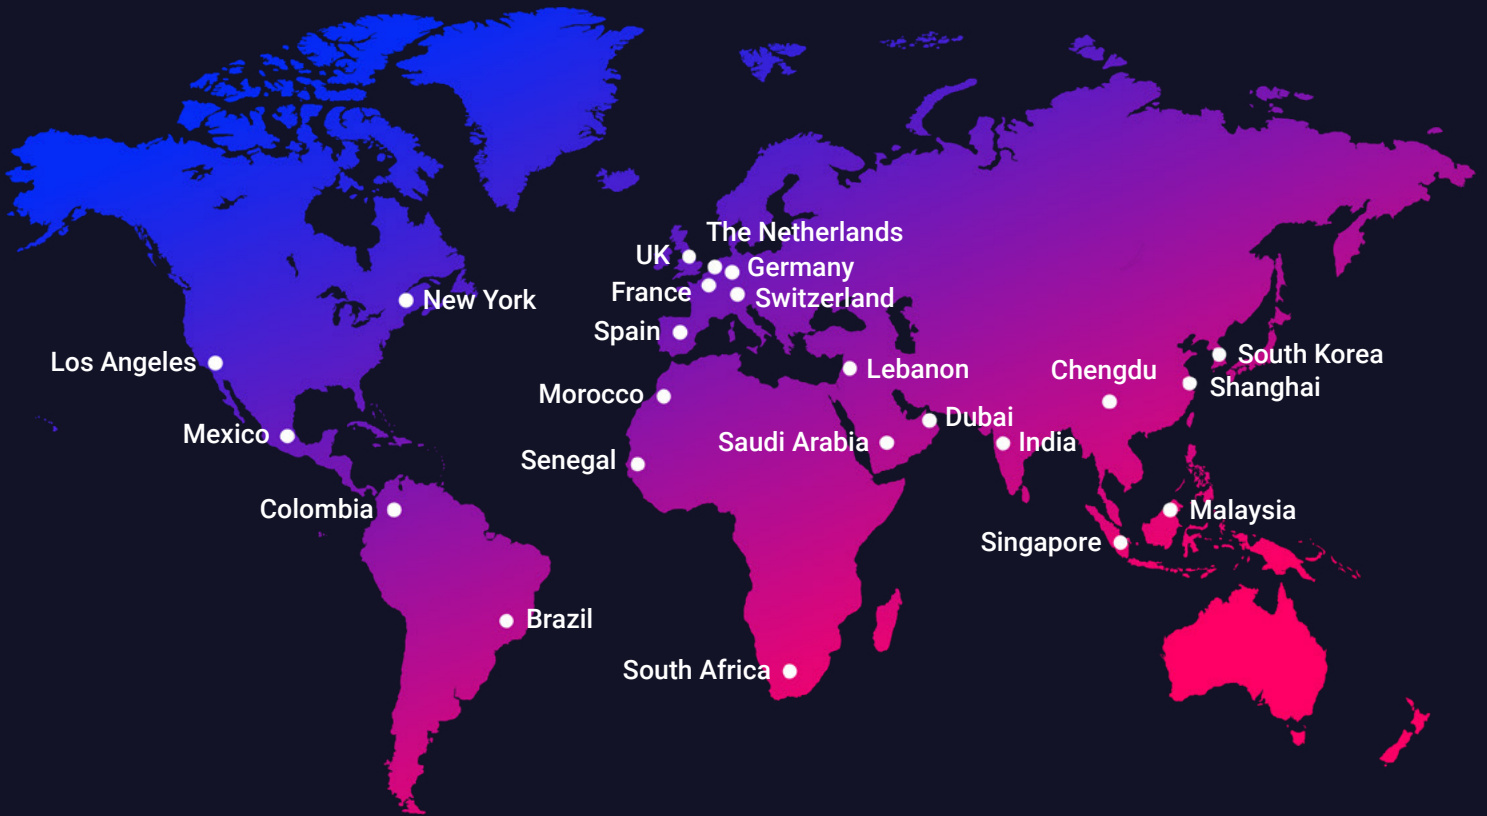 The Netherlands
UK
Germany
France
Switzerland
New York
Spain
Los Angeles
South Korea
Lebanon
Chengdu
Shanghai
Morocco
Dubai
Mexico
Saudi Arabia
India
Senegal
Colombia
Malaysia
Singapore
Brazil
South Africa